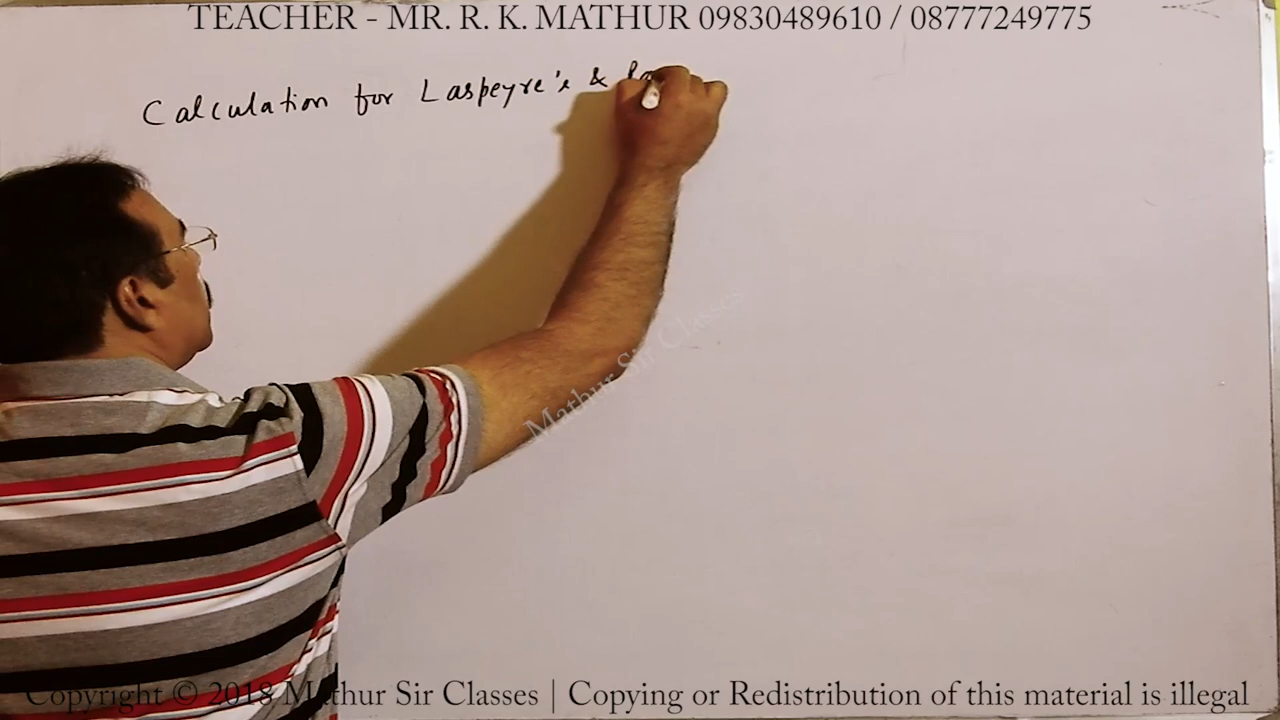 TEACHER - MR. R. K. MATHUR 09830489610 / 08777249775
Calculation for Laspeyre's & Pa
Mathur Sir Classes
Copyright © 2018 Mathur Sir Classes | Copying or Redistribution of this material is illegal